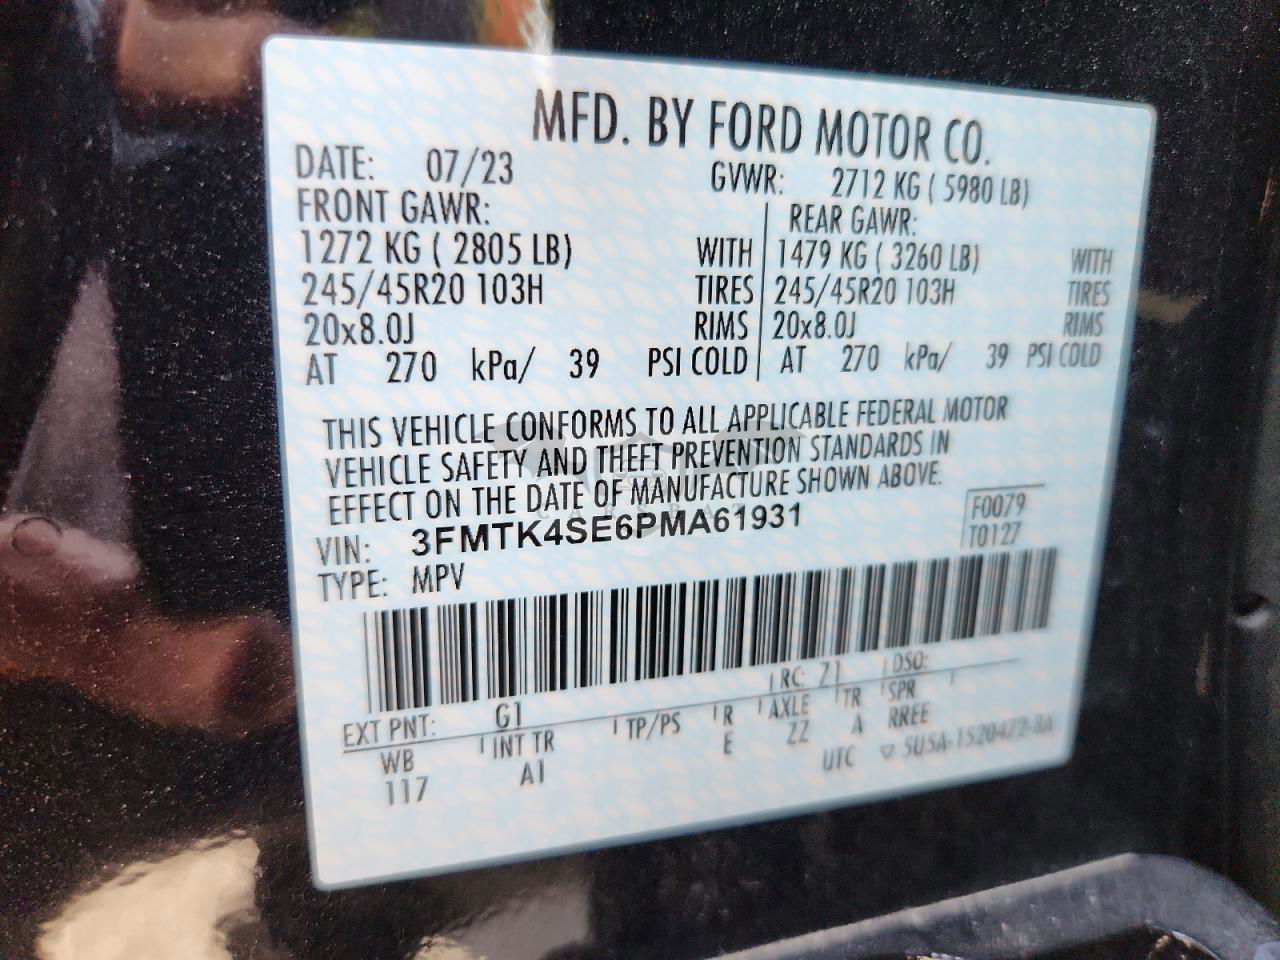 MFD. BY FORD MOTOR CO.
DATE: 07/23 GVWR: 2712 KG ( 5980 LB)
FRONT GAWR: REAR GAWR:
1272 KG ( 2805 LB) WITH 1479 KG ( 3260 LB) WITH
245/45R20 103H TIRES 245/45R20 103H TIRES
20x8.0J RIMS 20x8.0J RIMS
AT 270 kPa/ 39 PSI COLD AT 270 kPa/ 39 PSI COLD
THIS VEHICLE CONFORMS TO ALL APPLICABLE FEDERAL MOTOR
VEHICLE SAFETY AND THEFT PREVENTION STANDARDS IN
EFFECT ON THE DATE OF MANUFACTURE SHOWN ABOVE.
VIN: 3FMTK4SE6PMA61931 F0079
TYPE: MPV T0127
EXT PNT: G1 RC: 71 DSO:
WB INT TR TP/PS R AXLE TR SPR
117 A1 E ZZ A RREE
UTC ▽ 5U5A-1520472-BA